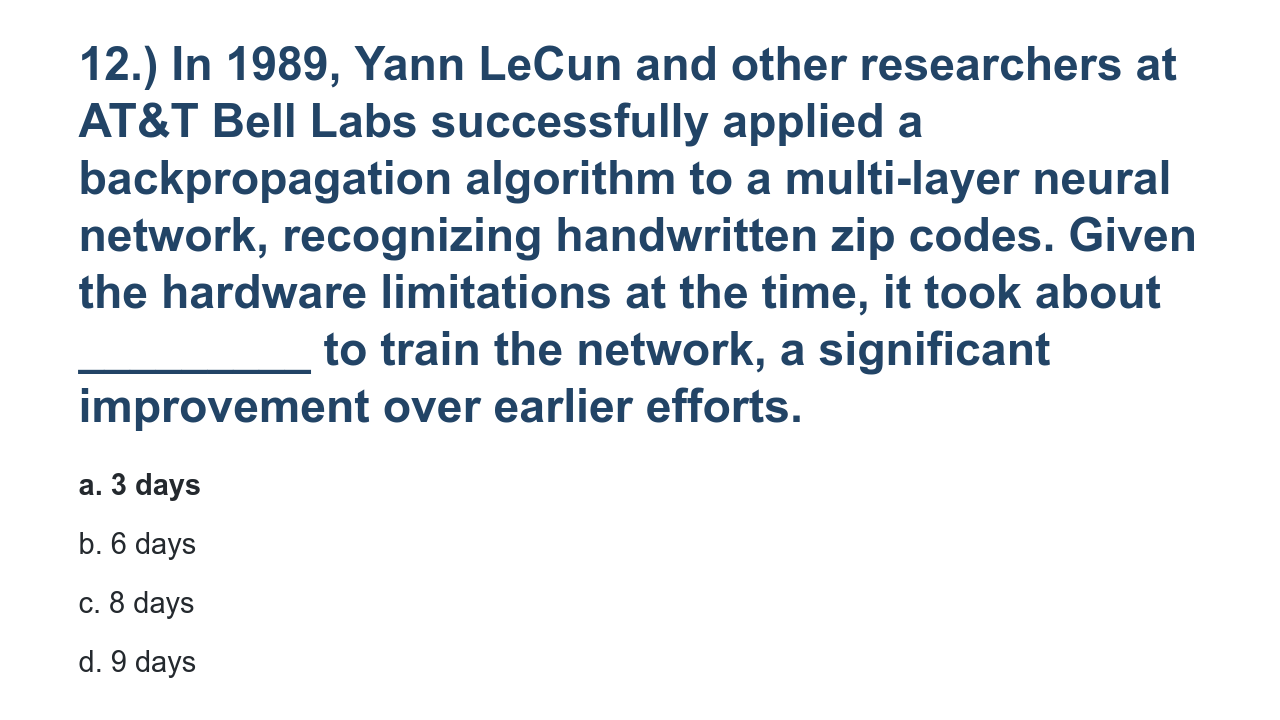 12.) In 1989, Yann LeCun and other researchers at
AT&T Bell Labs successfully applied a
backpropagation algorithm to a multi-layer neural
network, recognizing handwritten zip codes. Given
the hardware limitations at the time, it took about
__________ to train the network, a significant
improvement over earlier efforts.
a. 3 days
b. 6 days
c. 8 days
d. 9 days